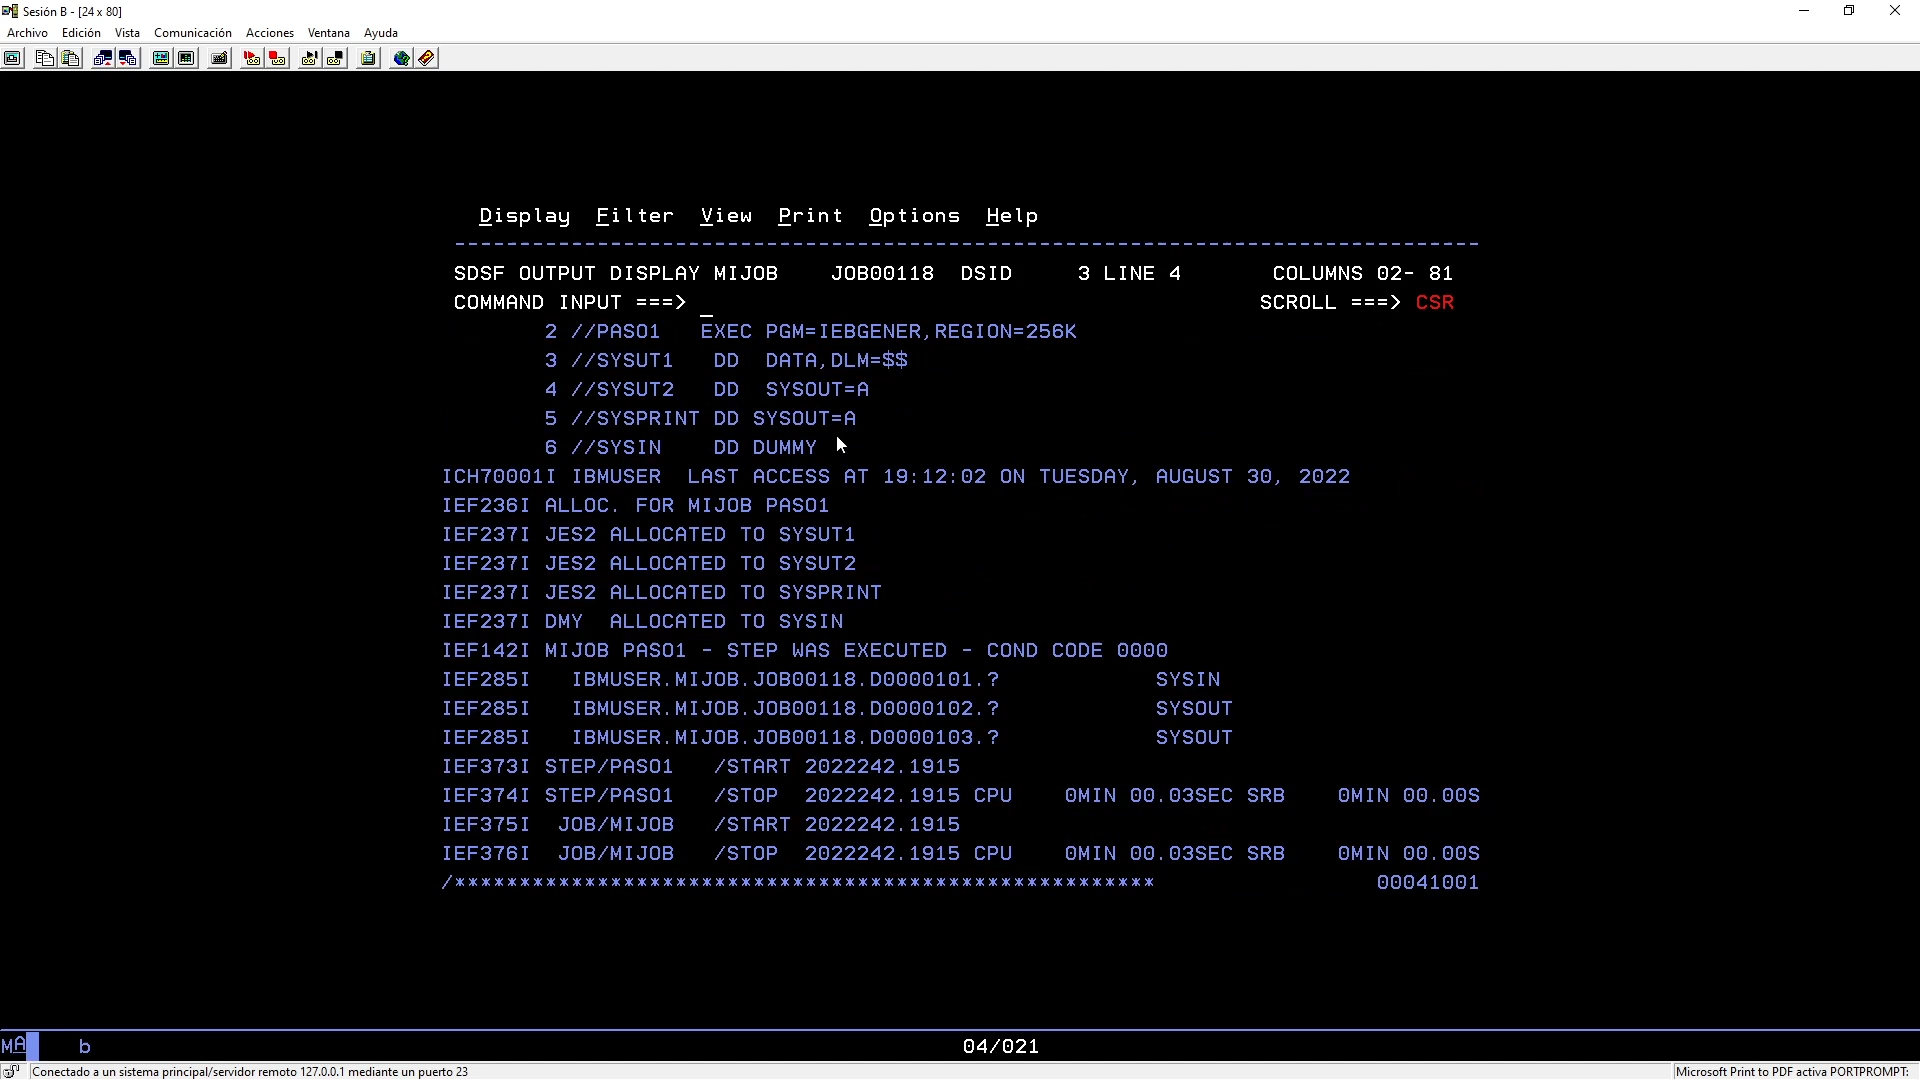 Sesión B - [24 x 80]
Archivo Edición Vista Comunicación Acciones Ventana Ayuda
Display Filter View Print Options Help
-------------------------------------------------------------------------------
SDSF OUTPUT DISPLAY MIJOB    JOB00118  DSID     3 LINE 4       COLUMNS 02- 81
COMMAND INPUT ===> _                                            SCROLL ===> CSR
        2 //PASO1   EXEC PGM=IEBGENER,REGION=256K
        3 //SYSUT1   DD  DATA,DLM=$$
        4 //SYSUT2   DD  SYSOUT=A
        5 //SYSPRINT DD SYSOUT=A
        6 //SYSIN    DD DUMMY
ICH70001I IBMUSER  LAST ACCESS AT 19:12:02 ON TUESDAY, AUGUST 30, 2022
IEF236I ALLOC. FOR MIJOB PASO1
IEF237I JES2 ALLOCATED TO SYSUT1
IEF237I JES2 ALLOCATED TO SYSUT2
IEF237I JES2 ALLOCATED TO SYSPRINT
IEF237I DMY  ALLOCATED TO SYSIN
IEF142I MIJOB PASO1 - STEP WAS EXECUTED - COND CODE 0000
IEF285I   IBMUSER.MIJOB.JOB00118.D0000101.?            SYSIN
IEF285I   IBMUSER.MIJOB.JOB00118.D0000102.?            SYSOUT
IEF285I   IBMUSER.MIJOB.JOB00118.D0000103.?            SYSOUT
IEF373I STEP/PASO1   /START 2022242.1915
IEF374I STEP/PASO1   /STOP  2022242.1915 CPU    0MIN 00.03SEC SRB    0MIN 00.00S
IEF375I  JOB/MIJOB   /START 2022242.1915
IEF376I  JOB/MIJOB   /STOP  2022242.1915 CPU    0MIN 00.03SEC SRB    0MIN 00.00S
/******************************************************                 00041001
MA b 04/021
Conectado a un sistema principal/servidor remoto 127.0.0.1 mediante un puerto 23 Microsoft Print to PDF activa PORTPROMPT: